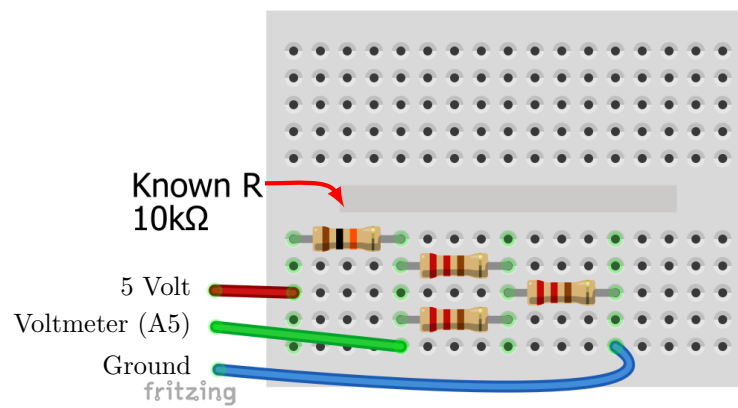 Known R
10kΩ
5 Volt
Voltmeter (A5)
Ground
fritzing